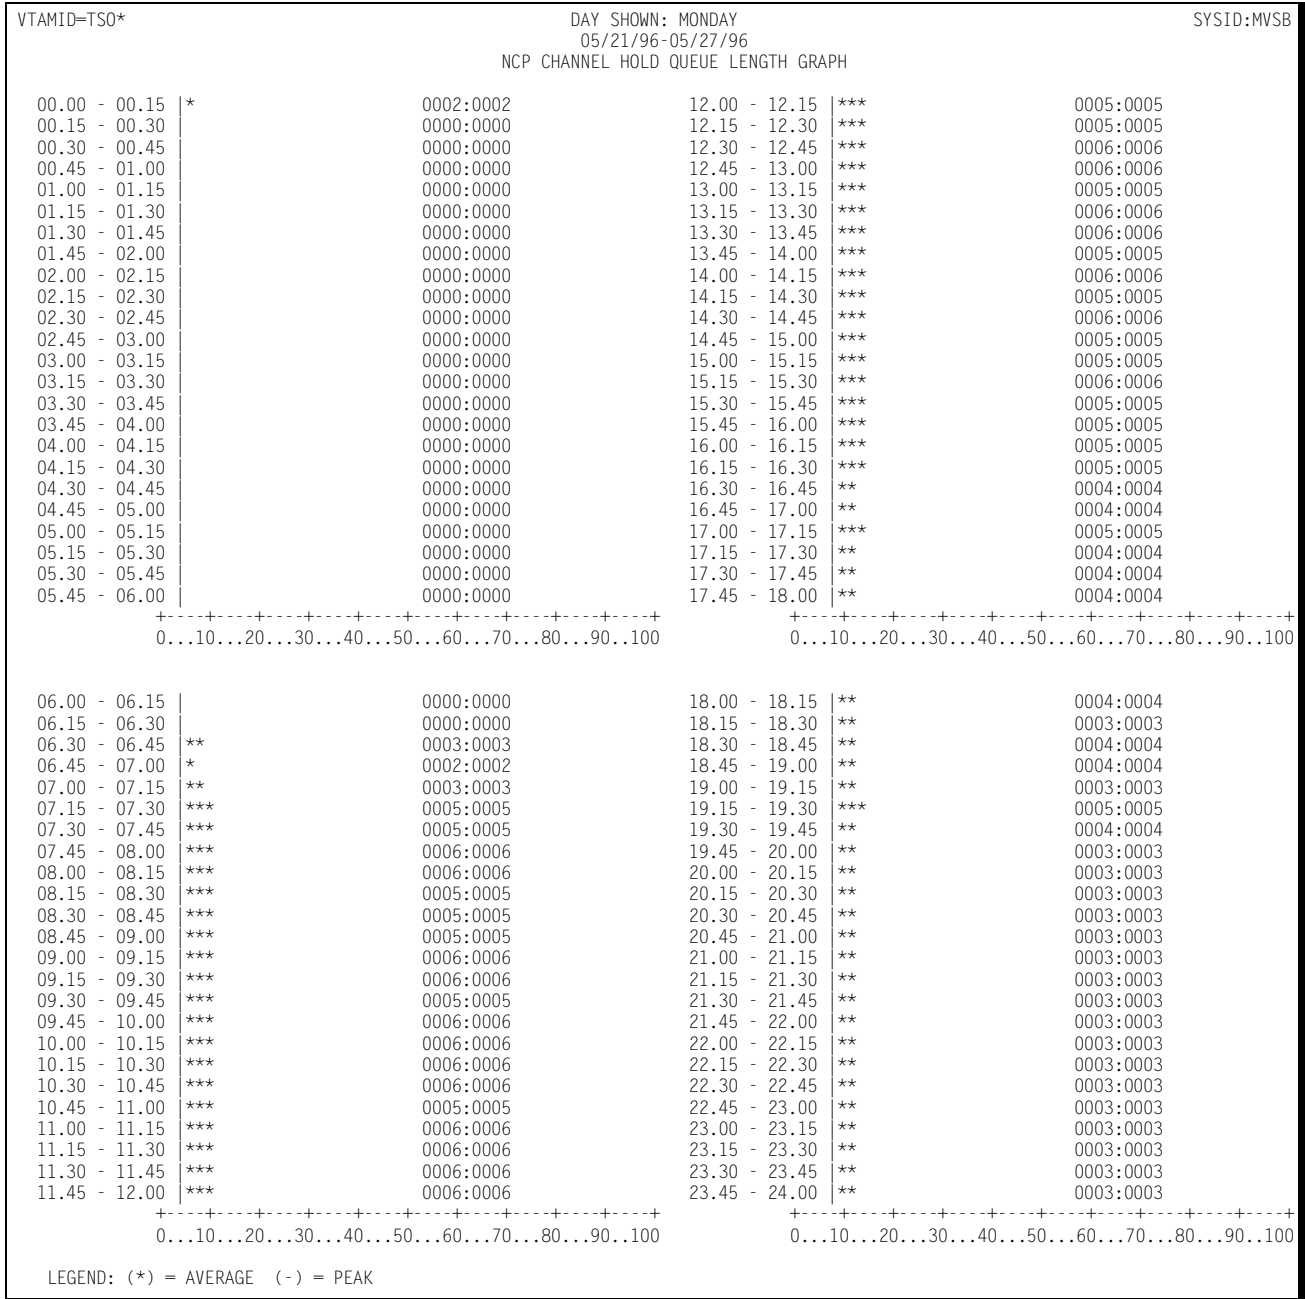 VTAMID=TSO* DAY SHOWN: MONDAY SYSID:MVSB
05/21/96-05/27/96
NCP CHANNEL HOLD QUEUE LENGTH GRAPH
00.00 - 00.15 |* 0002:0002 12.00 - 12.15 |*** 0005:0005
00.15 - 00.30 | 0000:0000 12.15 - 12.30 |*** 0005:0005
00.30 - 00.45 | 0000:0000 12.30 - 12.45 |*** 0006:0006
00.45 - 01.00 | 0000:0000 12.45 - 13.00 |*** 0006:0006
01.00 - 01.15 | 0000:0000 13.00 - 13.15 |*** 0005:0005
01.15 - 01.30 | 0000:0000 13.15 - 13.30 |*** 0006:0006
01.30 - 01.45 | 0000:0000 13.30 - 13.45 |*** 0006:0006
01.45 - 02.00 | 0000:0000 13.45 - 14.00 |*** 0005:0005
02.00 - 02.15 | 0000:0000 14.00 - 14.15 |*** 0006:0006
02.15 - 02.30 | 0000:0000 14.15 - 14.30 |*** 0005:0005
02.30 - 02.45 | 0000:0000 14.30 - 14.45 |*** 0006:0006
02.45 - 03.00 | 0000:0000 14.45 - 15.00 |*** 0005:0005
03.00 - 03.15 | 0000:0000 15.00 - 15.15 |*** 0005:0005
03.15 - 03.30 | 0000:0000 15.15 - 15.30 |*** 0006:0006
03.30 - 03.45 | 0000:0000 15.30 - 15.45 |*** 0005:0005
03.45 - 04.00 | 0000:0000 15.45 - 16.00 |*** 0005:0005
04.00 - 04.15 | 0000:0000 16.00 - 16.15 |*** 0005:0005
04.15 - 04.30 | 0000:0000 16.15 - 16.30 |*** 0005:0005
04.30 - 04.45 | 0000:0000 16.30 - 16.45 |** 0004:0004
04.45 - 05.00 | 0000:0000 16.45 - 17.00 |** 0004:0004
05.00 - 05.15 | 0000:0000 17.00 - 17.15 |*** 0005:0005
05.15 - 05.30 | 0000:0000 17.15 - 17.30 |** 0004:0004
05.30 - 05.45 | 0000:0000 17.30 - 17.45 |** 0004:0004
05.45 - 06.00 | 0000:0000 17.45 - 18.00 |** 0004:0004
+----+----+----+----+----+----+----+----+----+----+ +----+----+----+----+----+----+----+----+----+----+
0...10...20...30...40...50...60...70...80...90..100 0...10...20...30...40...50...60...70...80...90..100
06.00 - 06.15 | 0000:0000 18.00 - 18.15 |** 0004:0004
06.15 - 06.30 | 0000:0000 18.15 - 18.30 |** 0003:0003
06.30 - 06.45 |** 0003:0003 18.30 - 18.45 |** 0004:0004
06.45 - 07.00 |* 0002:0002 18.45 - 19.00 |** 0004:0004
07.00 - 07.15 |** 0003:0003 19.00 - 19.15 |** 0003:0003
07.15 - 07.30 |*** 0005:0005 19.15 - 19.30 |*** 0005:0005
07.30 - 07.45 |*** 0005:0005 19.30 - 19.45 |** 0004:0004
07.45 - 08.00 |*** 0006:0006 19.45 - 20.00 |** 0003:0003
08.00 - 08.15 |*** 0006:0006 20.00 - 20.15 |** 0003:0003
08.15 - 08.30 |*** 0005:0005 20.15 - 20.30 |** 0003:0003
08.30 - 08.45 |*** 0005:0005 20.30 - 20.45 |** 0003:0003
08.45 - 09.00 |*** 0005:0005 20.45 - 21.00 |** 0003:0003
09.00 - 09.15 |*** 0006:0006 21.00 - 21.15 |** 0003:0003
09.15 - 09.30 |*** 0006:0006 21.15 - 21.30 |** 0003:0003
09.30 - 09.45 |*** 0005:0005 21.30 - 21.45 |** 0003:0003
09.45 - 10.00 |*** 0006:0006 21.45 - 22.00 |** 0003:0003
10.00 - 10.15 |*** 0006:0006 22.00 - 22.15 |** 0003:0003
10.15 - 10.30 |*** 0006:0006 22.15 - 22.30 |** 0003:0003
10.30 - 10.45 |*** 0006:0006 22.30 - 22.45 |** 0003:0003
10.45 - 11.00 |*** 0005:0005 22.45 - 23.00 |** 0003:0003
11.00 - 11.15 |*** 0006:0006 23.00 - 23.15 |** 0003:0003
11.15 - 11.30 |*** 0006:0006 23.15 - 23.30 |** 0003:0003
11.30 - 11.45 |*** 0006:0006 23.30 - 23.45 |** 0003:0003
11.45 - 12.00 |*** 0006:0006 23.45 - 24.00 |** 0003:0003
+----+----+----+----+----+----+----+----+----+----+ +----+----+----+----+----+----+----+----+----+----+
0...10...20...30...40...50...60...70...80...90..100 0...10...20...30...40...50...60...70...80...90..100
LEGEND: (*) = AVERAGE (-) = PEAK